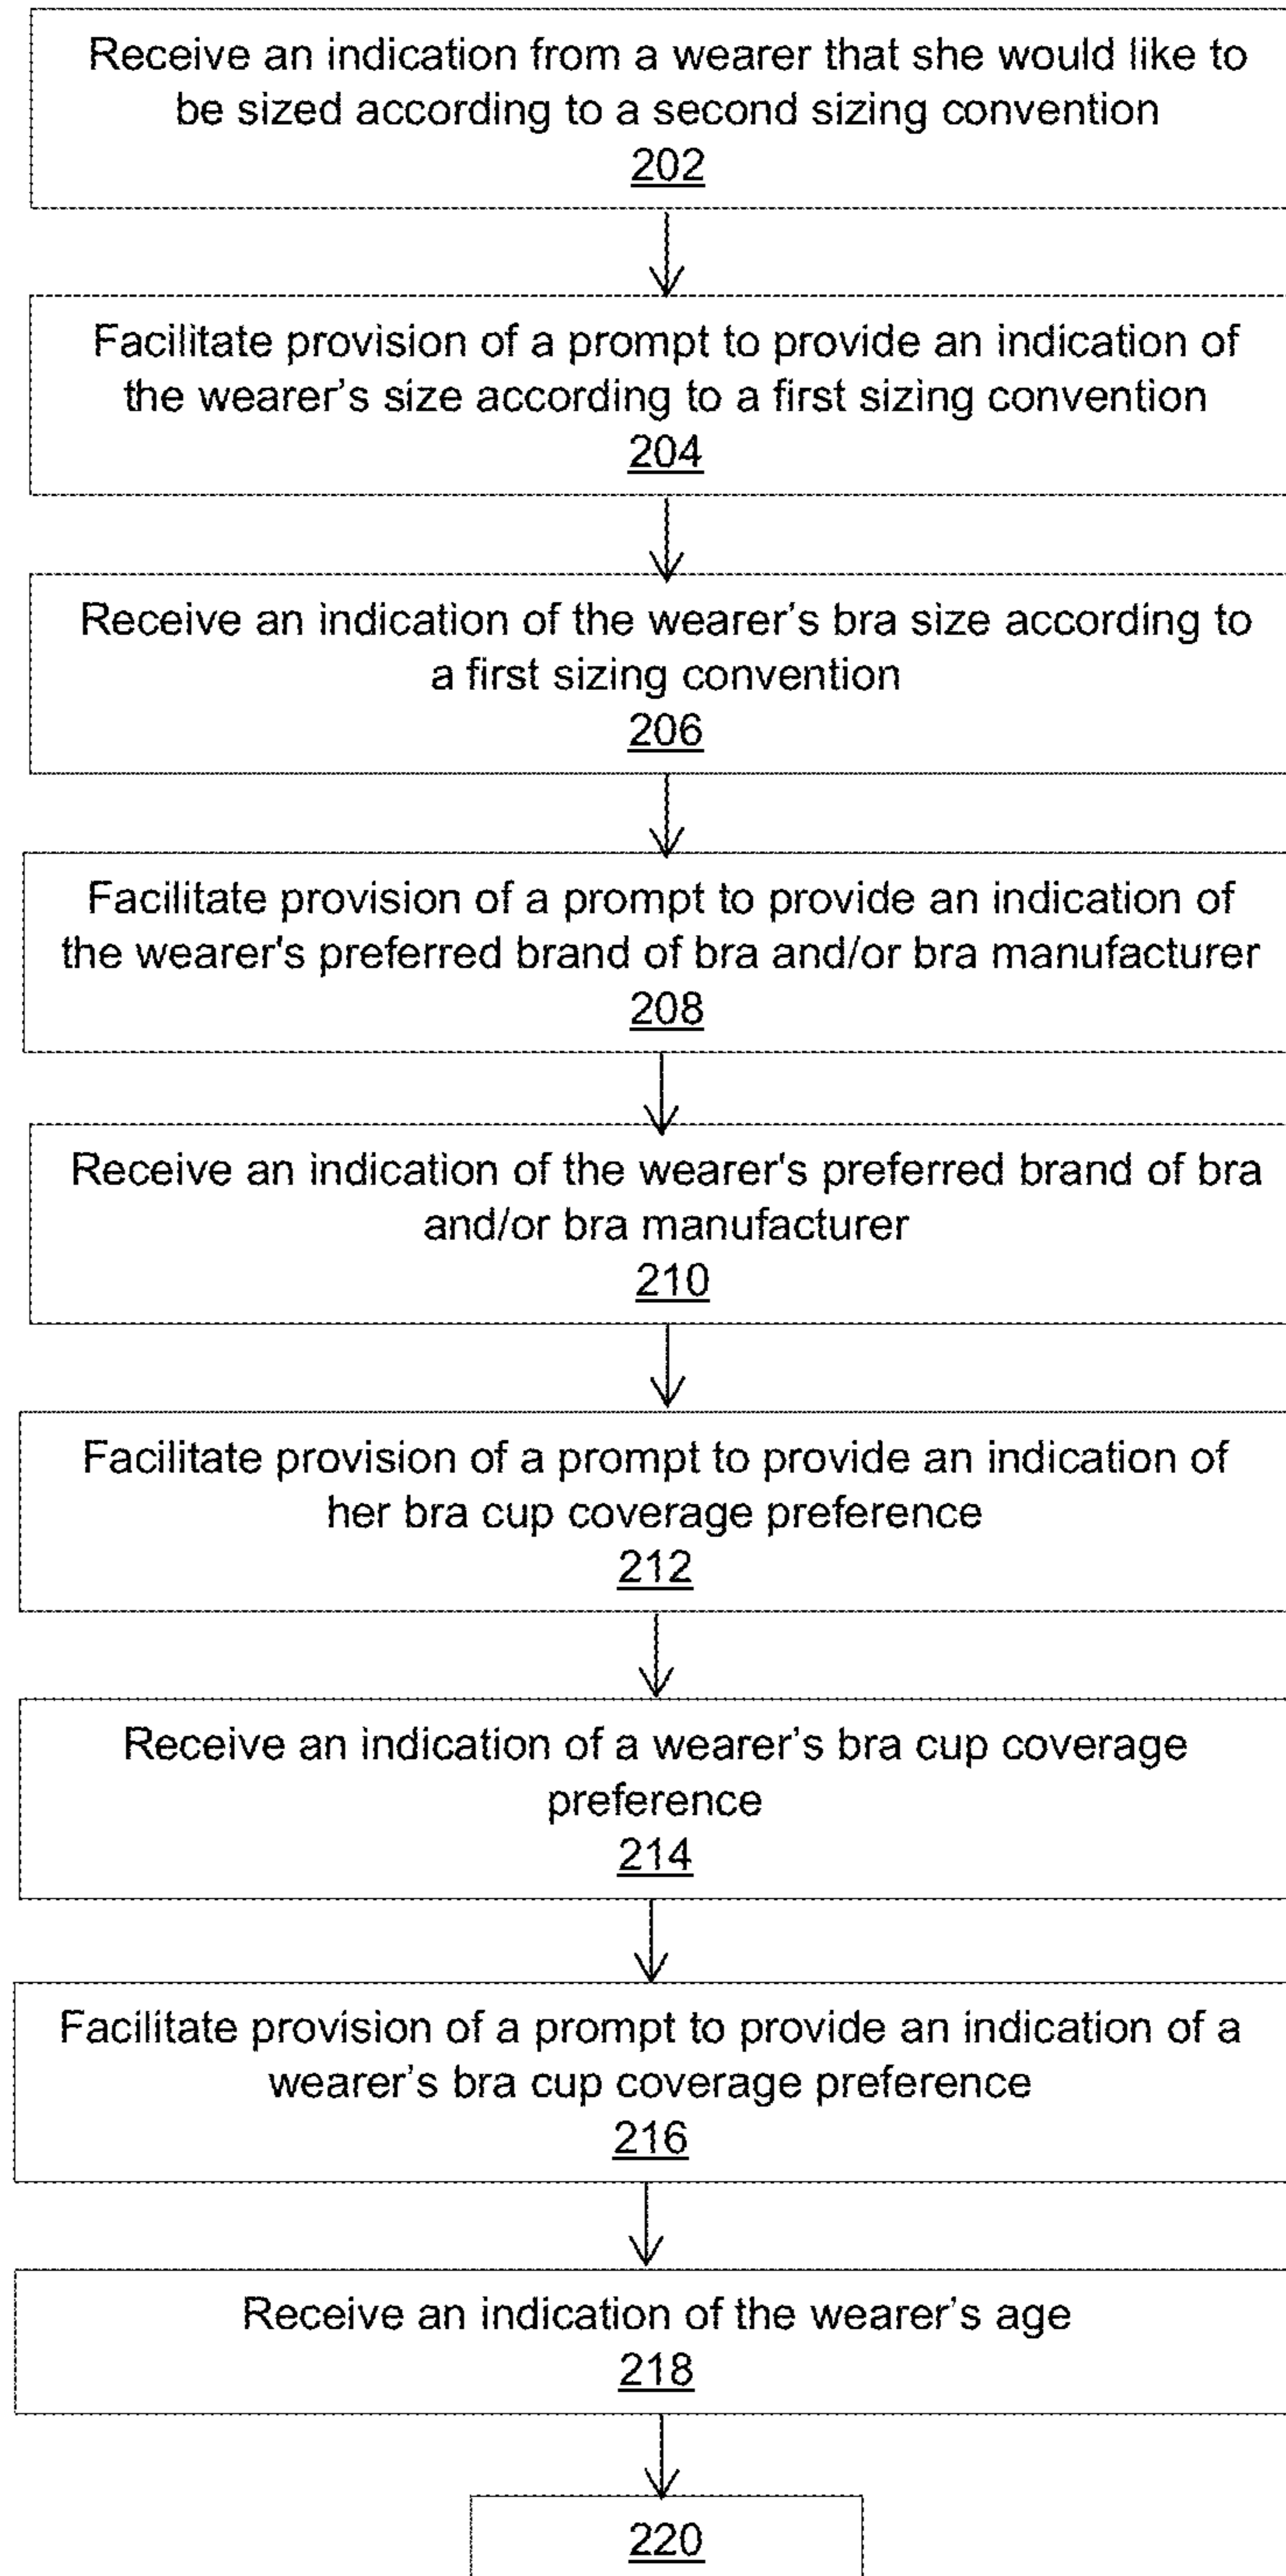 Receive an indication from a wearer that she would like to
be sized according to a second sizing convention
202
Facilitate provision of a prompt to provide an indication of
the wearer’s size according to a first sizing convention
204
Receive an indication of the wearer’s bra size according to
a first sizing convention
206
Facilitate provision of a prompt to provide an indication of
the wearer's preferred brand of bra and/or bra manufacturer
208
Receive an indication of the wearer's preferred brand of bra
and/or bra manufacturer
210
Facilitate provision of a prompt to provide an indication of
her bra cup coverage preference
212
Receive an indication of a wearer’s bra cup coverage
preference
214
Facilitate provision of a prompt to provide an indication of a
wearer’s bra cup coverage preference
216
Receive an indication of the wearer’s age
218
220